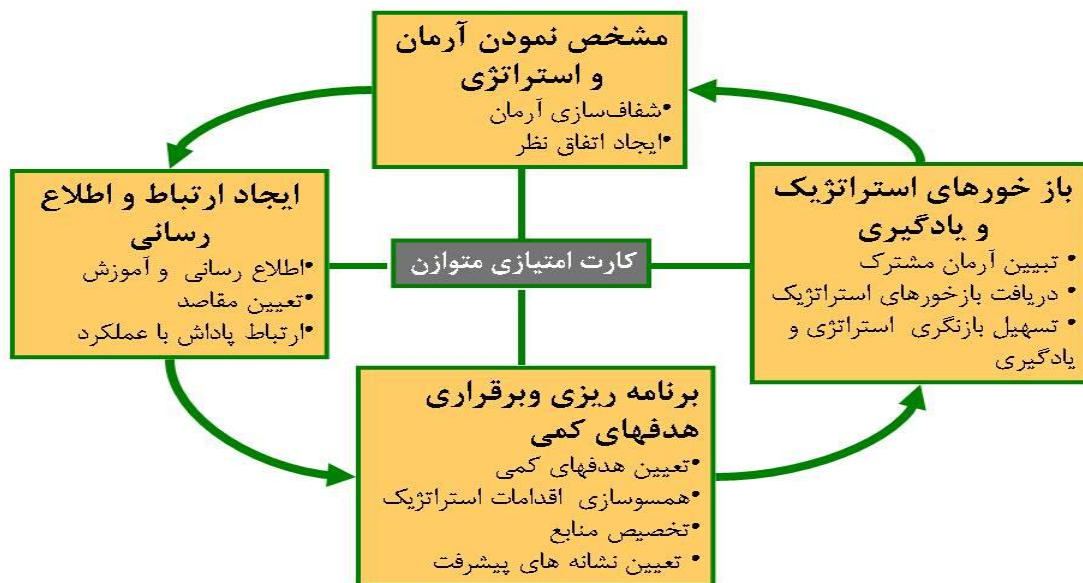 مشخص نمودن آرمان
و استراتژی
•شفاف‌سازی آرمان
•ایجاد اتفاق نظر
باز خورهای استراتژیک
و یادگیری
• تبیین آرمان مشترک
• دریافت بازخورهای استراتژیک
• تسهیل بازنگری استراتژی و
یادگیری
کارت امتیازی متوازن
ایجاد ارتباط و اطلاع
رسانی
•اطلاع رسانی و آموزش
•تعیین مقاصد
•ارتباط پاداش با عملکرد
برنامه ریزی وبرقراری
هدفهای کمی
•تعیین هدفهای کمی
•همسوسازی اقدامات استراتژیک
•تخصیص منابع
• تعیین نشانه های پیشرفت